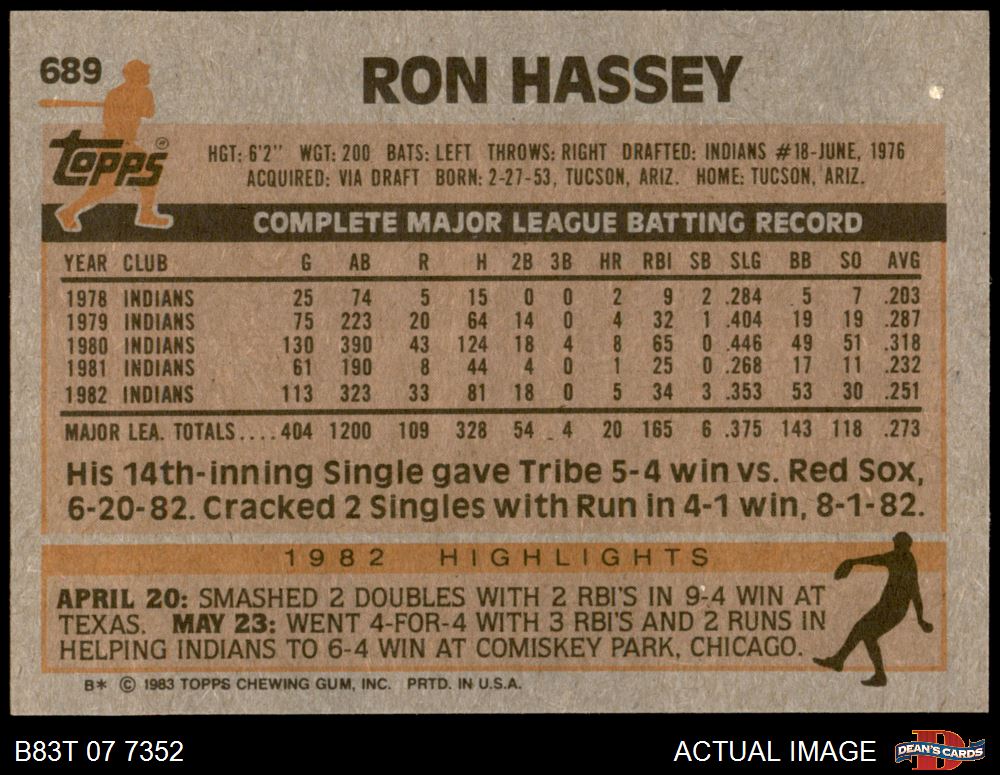 689
RON HASSEY
Topps®
HGT: 6'2" WGT: 200 BATS: LEFT THROWS: RIGHT DRAFTED: INDIANS #18-JUNE, 1976
ACQUIRED: VIA DRAFT BORN: 2-27-53, TUCSON, ARIZ. HOME: TUCSON, ARIZ.
COMPLETE MAJOR LEAGUE BATTING RECORD
YEAR CLUB G AB R H 2B 3B HR RBI SB SLG BB SO AVG
1978 INDIANS 25 74 5 15 0 0 2 9 2 .284 5 7 .203
1979 INDIANS 75 223 20 64 14 0 4 32 1 .404 19 19 .287
1980 INDIANS 130 390 43 124 18 4 8 65 0 .446 49 51 .318
1981 INDIANS 61 190 8 44 4 0 1 25 0 .268 17 11 .232
1982 INDIANS 113 323 33 81 18 0 5 34 3 .353 53 30 .251
MAJOR LEA. TOTALS....404 1200 109 328 54 4 20 165 6 .375 143 118 .273
His 14th-inning Single gave Tribe 5-4 win vs. Red Sox,
6-20-82. Cracked 2 Singles with Run in 4-1 win, 8-1-82.
1982 HIGHLIGHTS
APRIL 20: SMASHED 2 DOUBLES WITH 2 RBI'S IN 9-4 WIN AT
TEXAS. MAY 23: WENT 4-FOR-4 WITH 3 RBI'S AND 2 RUNS IN
HELPING INDIANS TO 6-4 WIN AT COMISKEY PARK, CHICAGO.
B* © 1983 TOPPS CHEWING GUM, INC. PRTD. IN U.S.A.
B83T 07 7352
ACTUAL IMAGE
D
DEAN'S CARDS